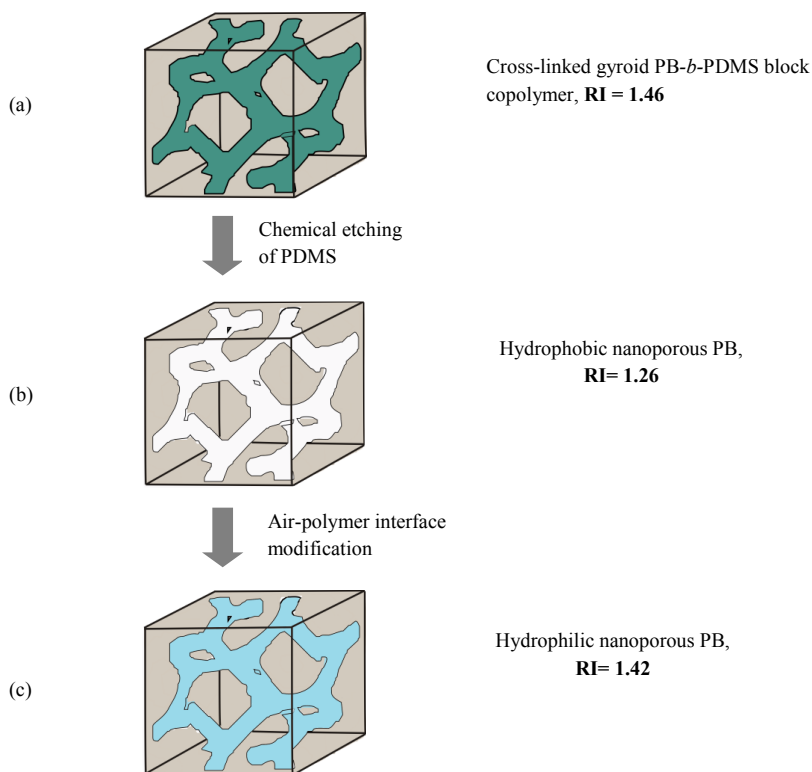 (a)
Cross-linked gyroid PB-b-PDMS block
copolymer, RI = 1.46
Chemical etching
of PDMS
(b)
Hydrophobic nanoporous PB,
RI= 1.26
Air-polymer interface
modification
(c)
Hydrophilic nanoporous PB,
RI= 1.42